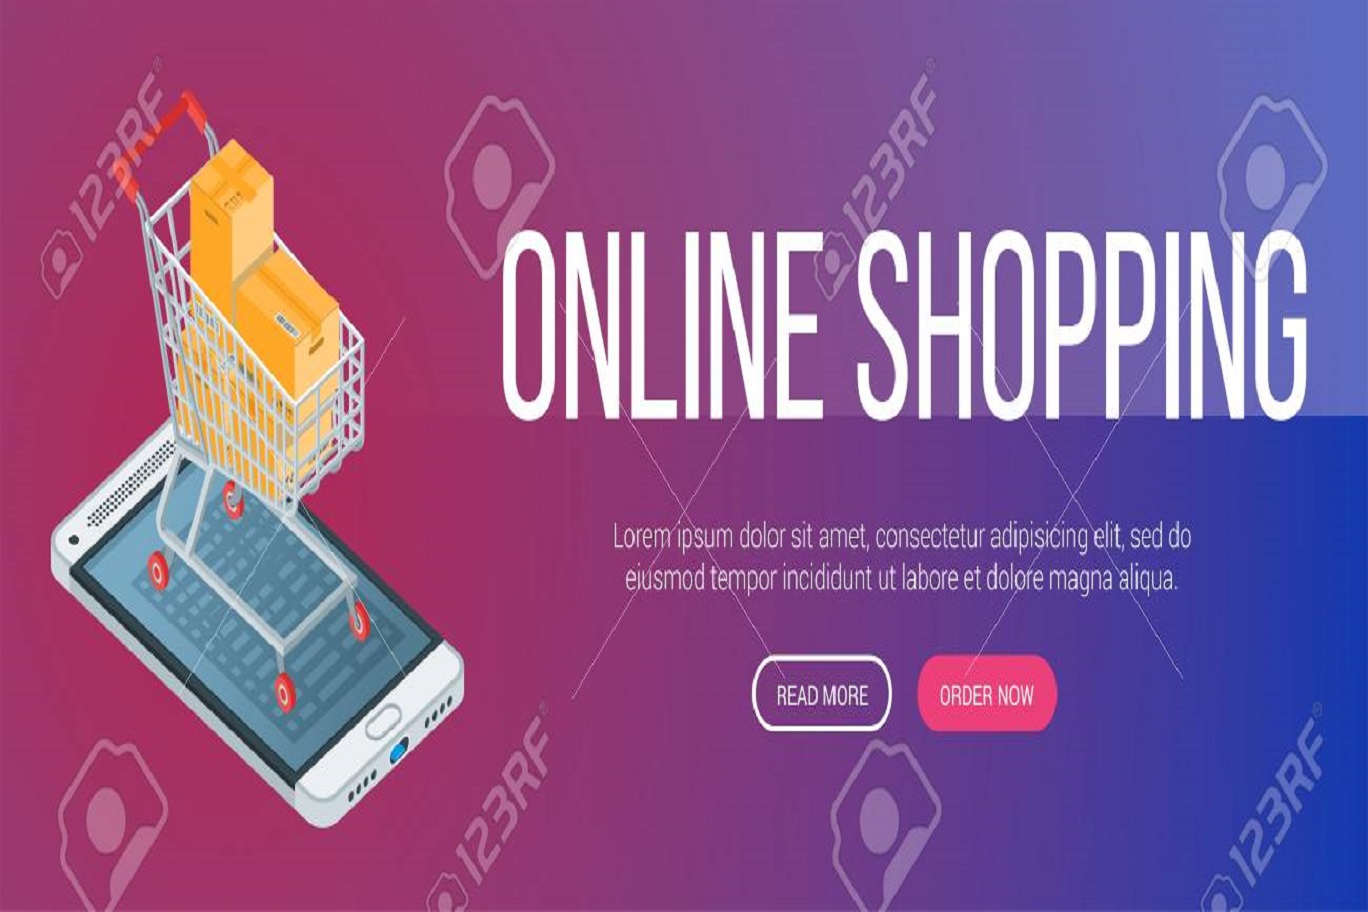 123RF
123RF
ONLINE SHOPPING
Lorem ipsum dolor sit amet, consectetur adipisicing elit, sed do
eiusmod tempor incididunt ut labore et dolore magna aliqua.
READ MORE
ORDER NOW
123RF
123RF